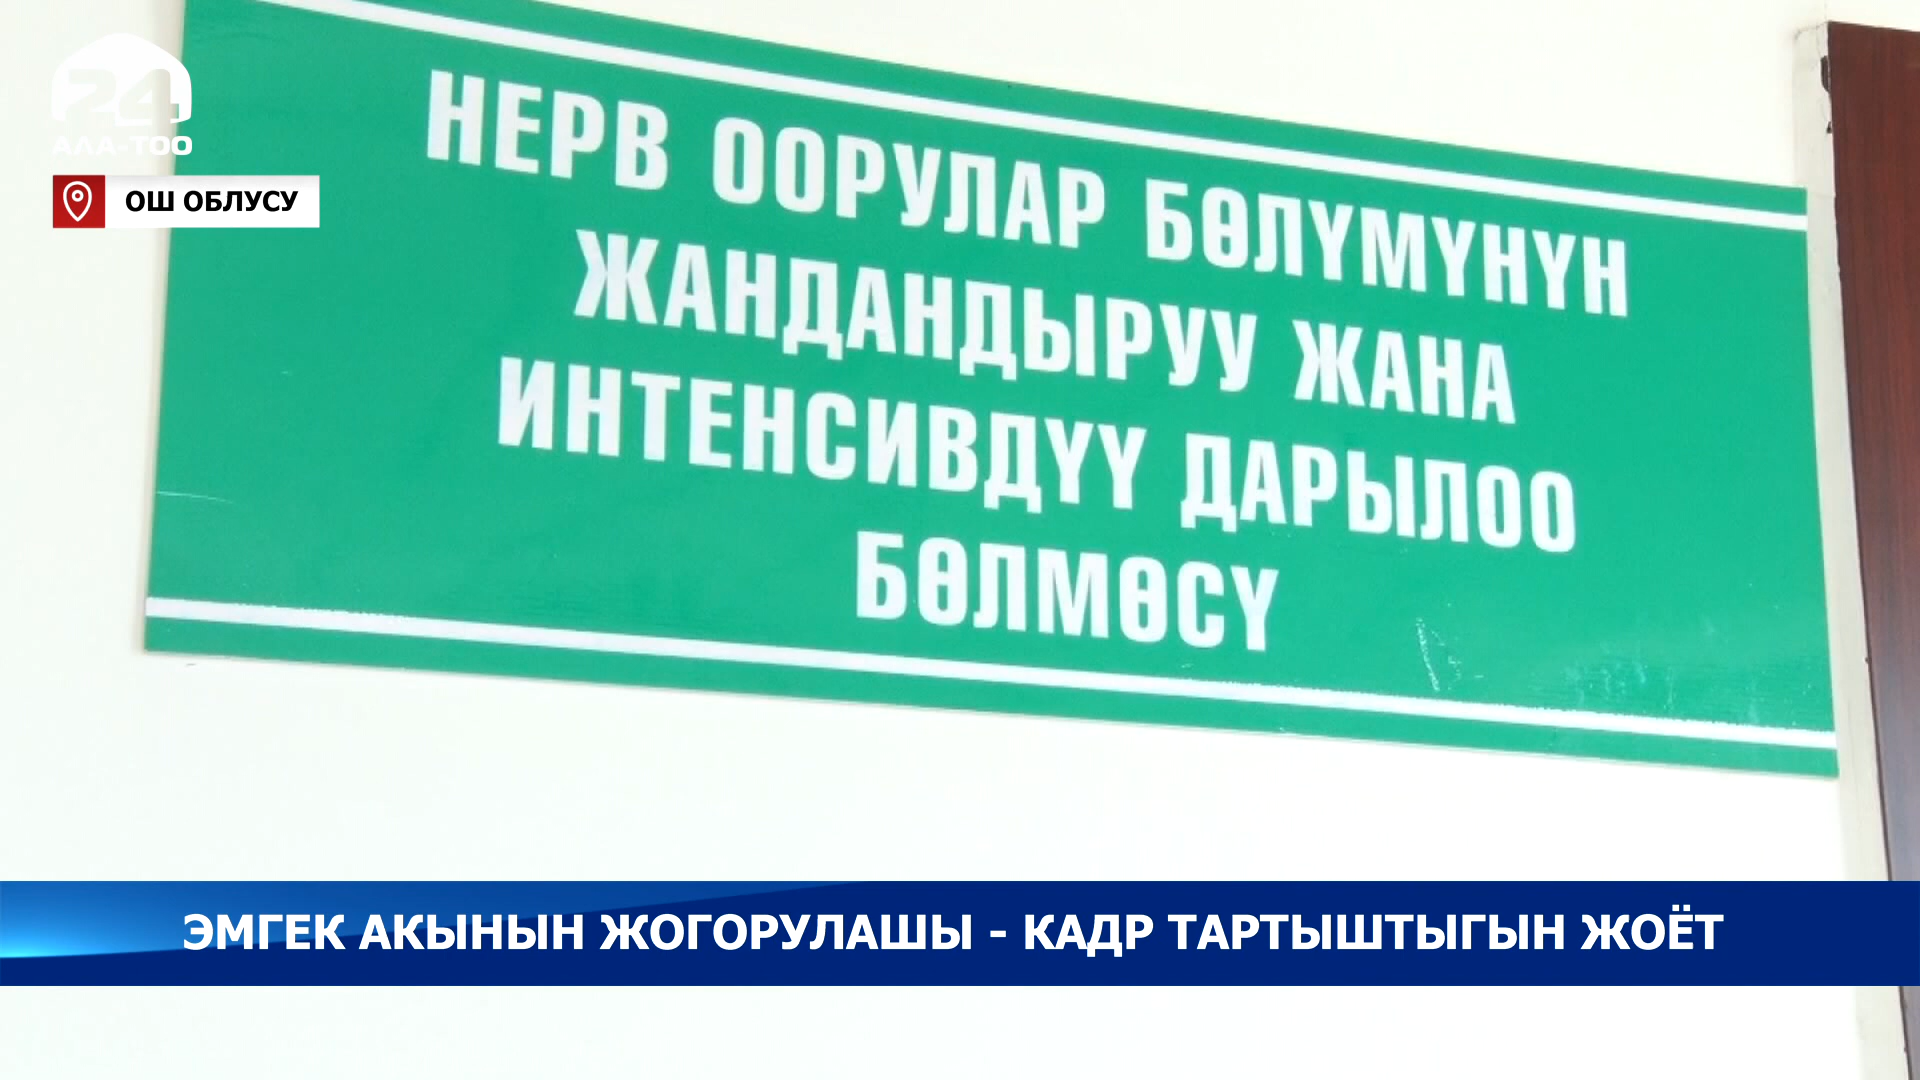 24
АЛА-ТОО
ОШ ОБЛУСУ
НЕРВ ООРУЛАР БӨЛҮМҮНҮН
ЖАНДАНДЫРУУ ЖАНА
ИНТЕНСИВДҮҮ ДАРЫЛОО
БӨЛМӨСҮ
ЭМГЕК АКЫНЫН ЖОГОРУЛАШЫ - КАДР ТАРТЫШТЫГЫН ЖОЁТ